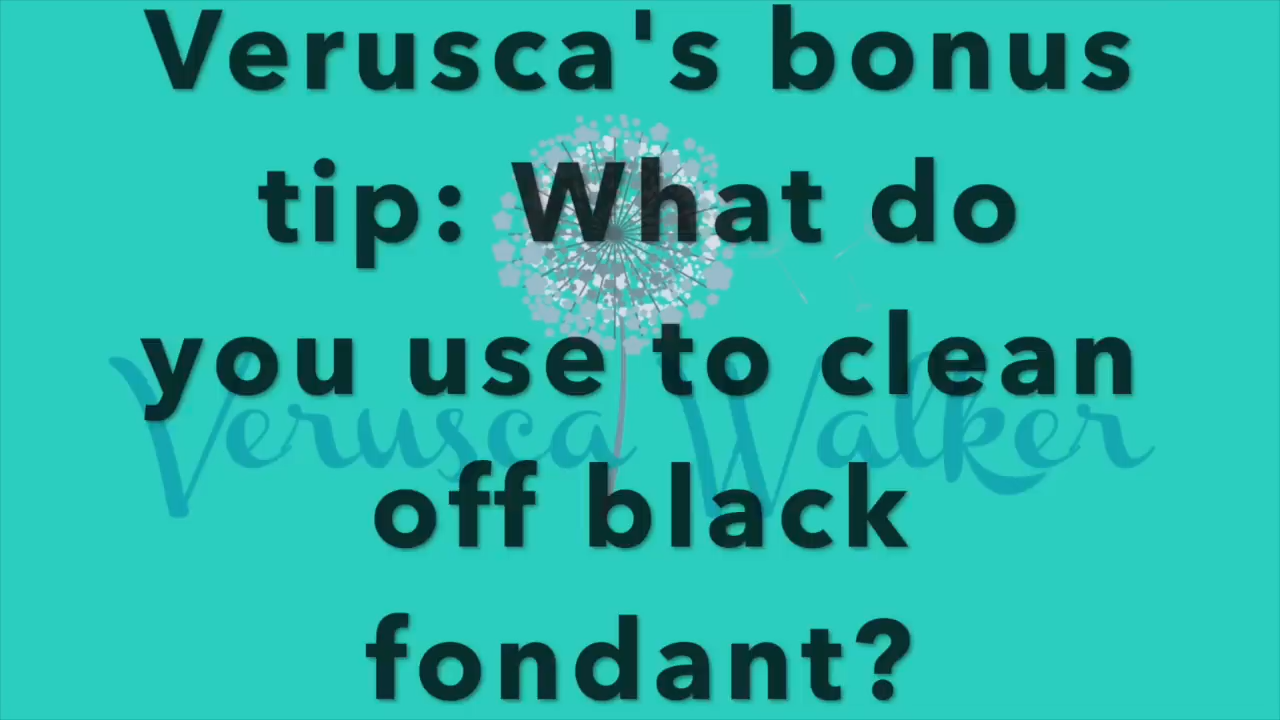 Verusca's bonus
tip: What do
you use to clean
Verusca Walker
off black
fondant?